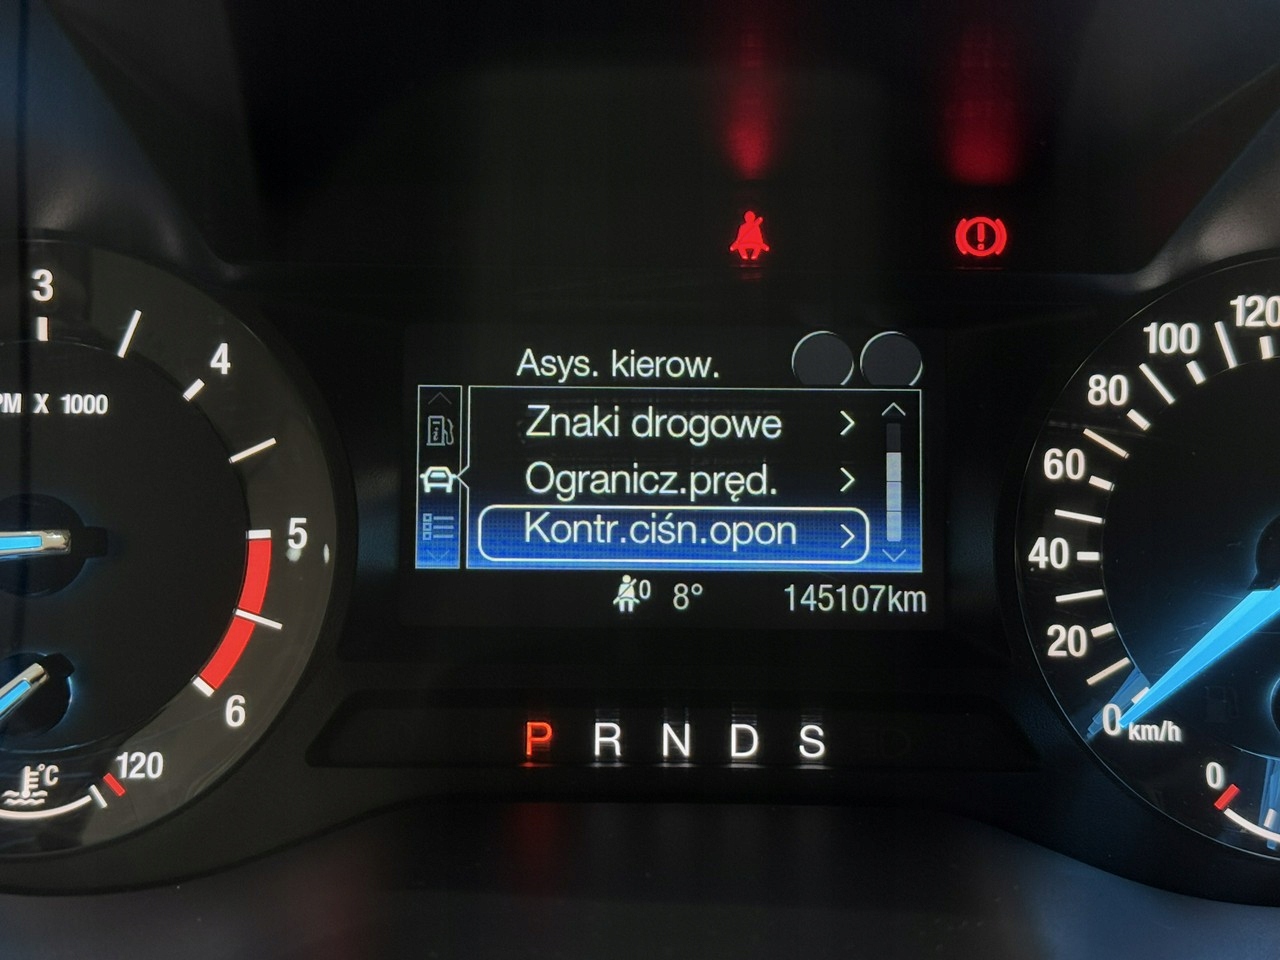 3
4
5
6
PM X 1000
120
°C
Asys. kierow.
Znaki drogowe
Ogranicz.pręd.
Kontr.ciśn.opon
0 8° 145107km
P R N D S
120
100
80
60
40
20
0 km/h
0